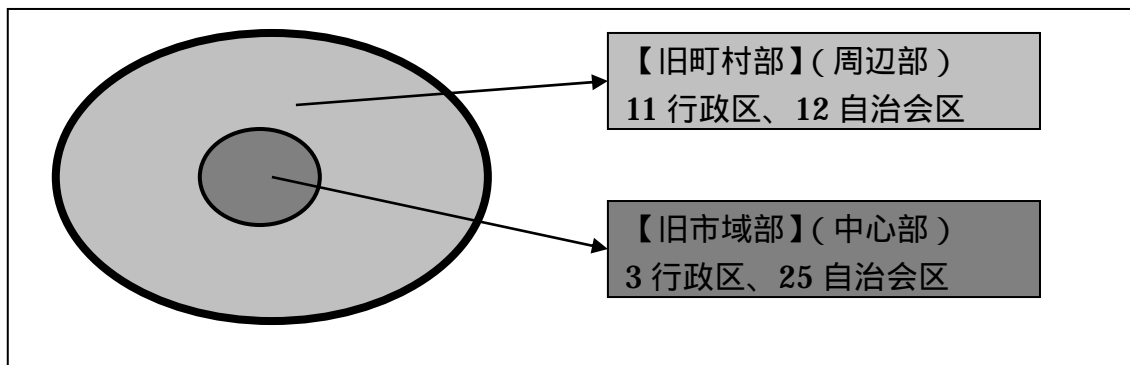 【旧町村部】(周辺部)
11 行政区、12 自治会区
【旧市域部】(中心部)
3 行政区、25 自治会区